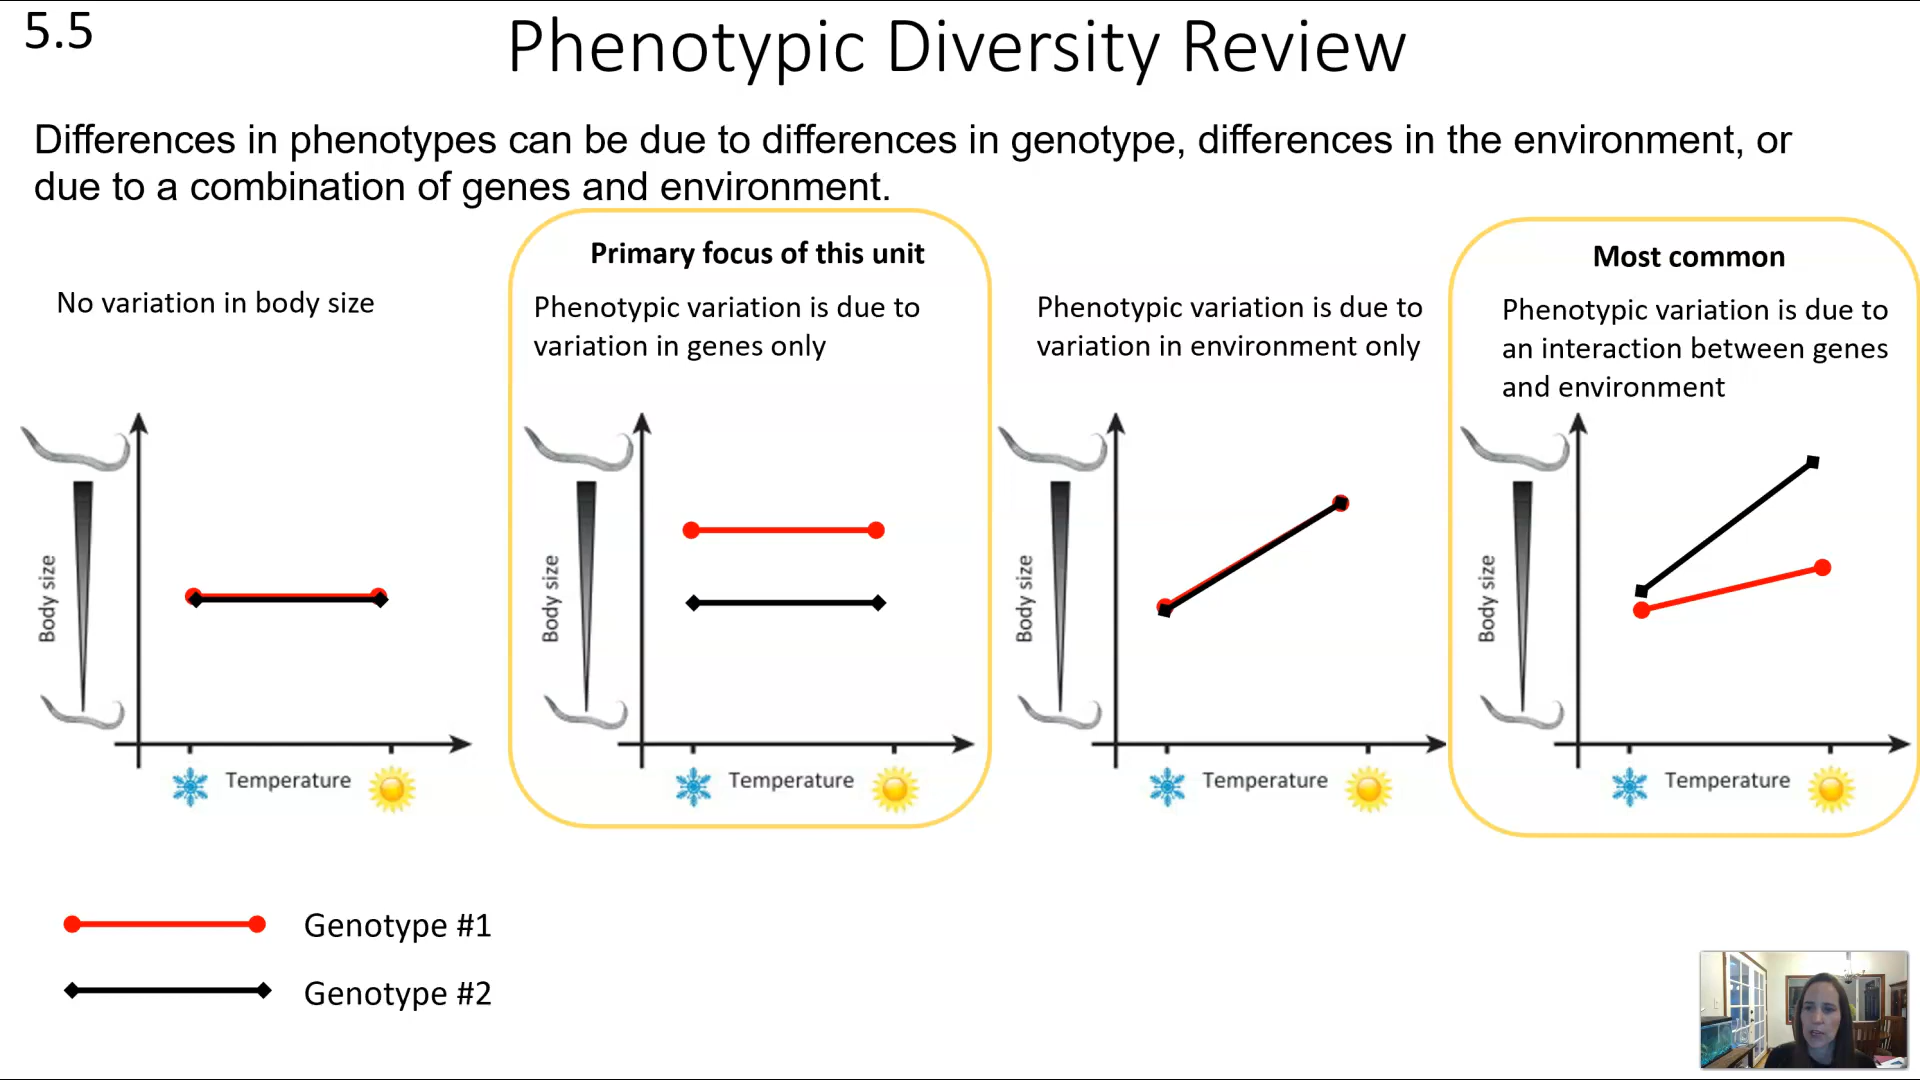 5.5
Phenotypic Diversity Review
Differences in phenotypes can be due to differences in genotype, differences in the environment, or
due to a combination of genes and environment.
No variation in body size
Body size
Temperature
Primary focus of this unit
Phenotypic variation is due to
variation in genes only
Body size
Temperature
Phenotypic variation is due to
variation in environment only
Body size
Temperature
Most common
Phenotypic variation is due to
an interaction between genes
and environment
Body size
Temperature
Genotype #1
Genotype #2